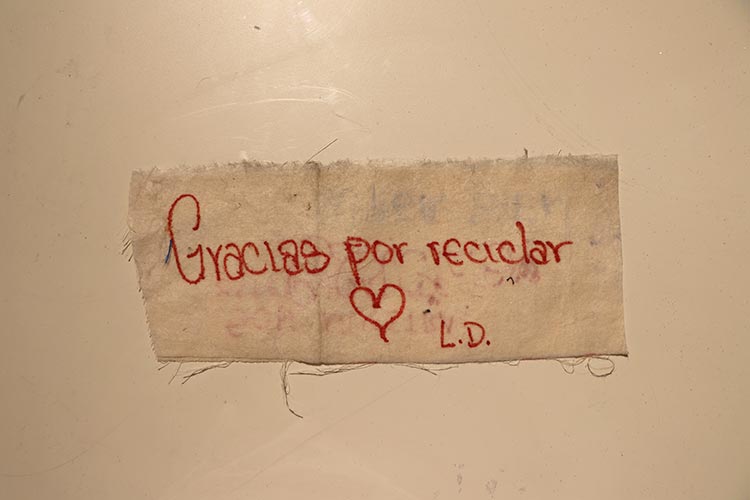 Gracias por reciclar
L.D.